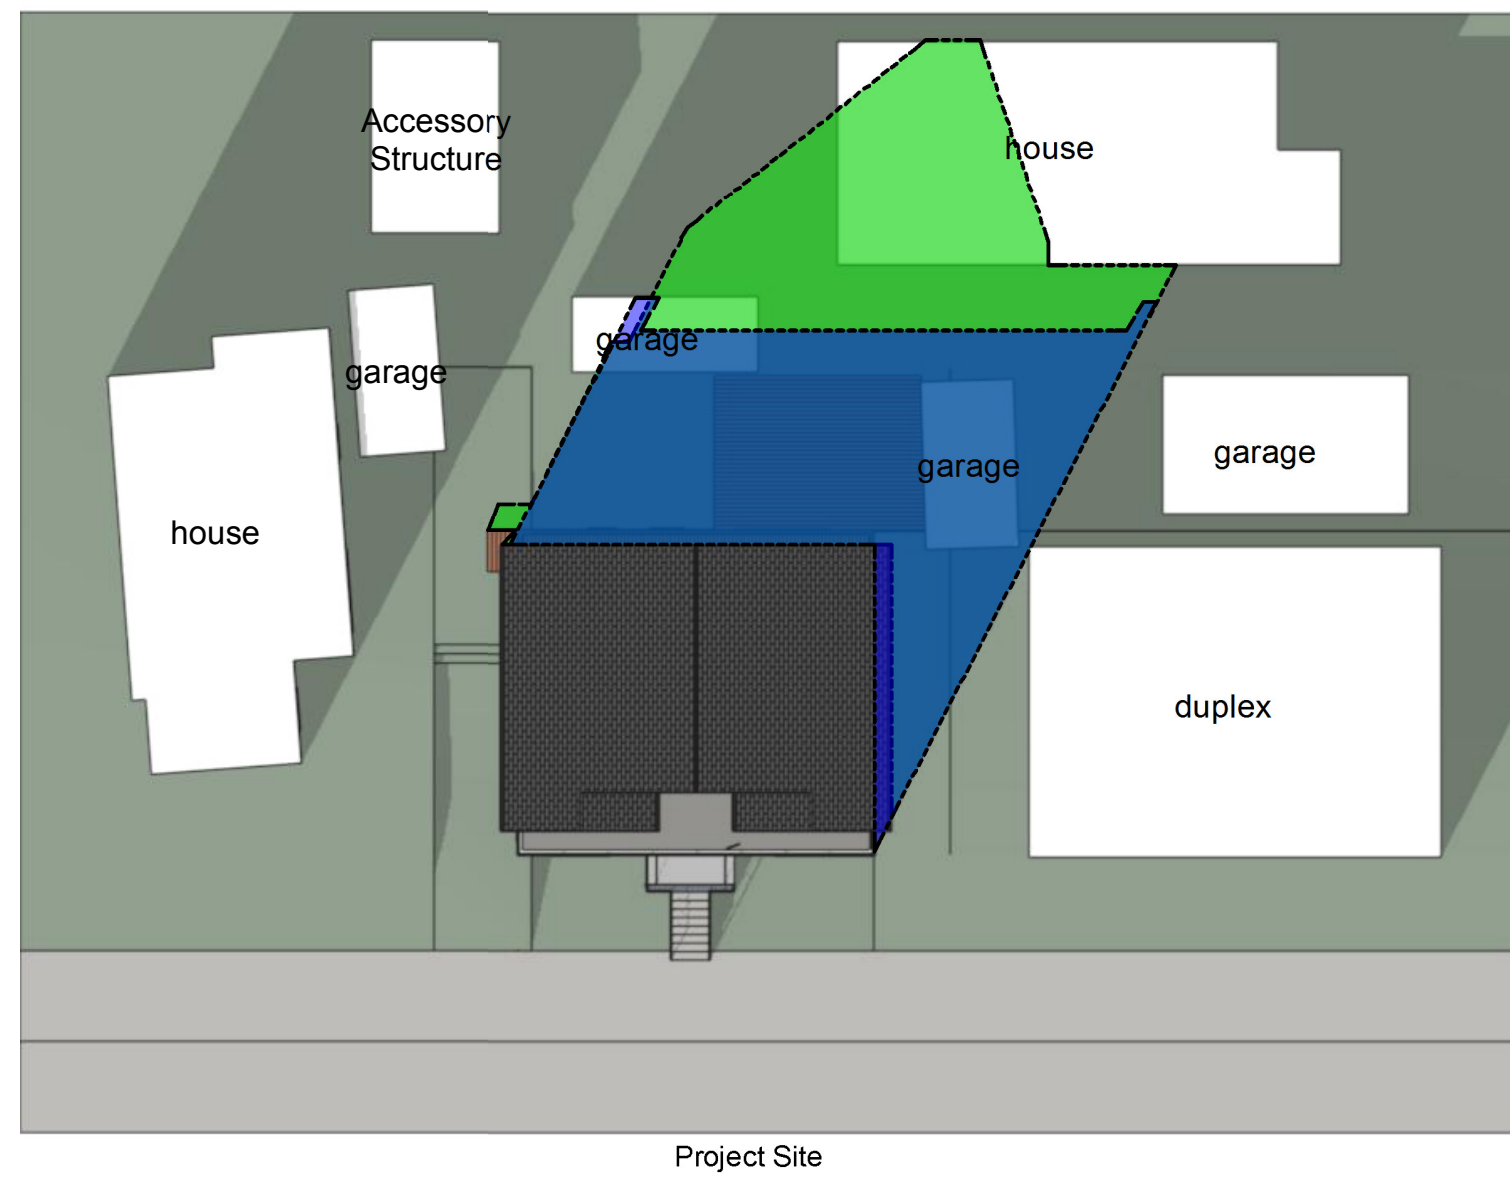 Accessory
Structure
house
garage
garage
garage
garage
house
duplex
Project Site